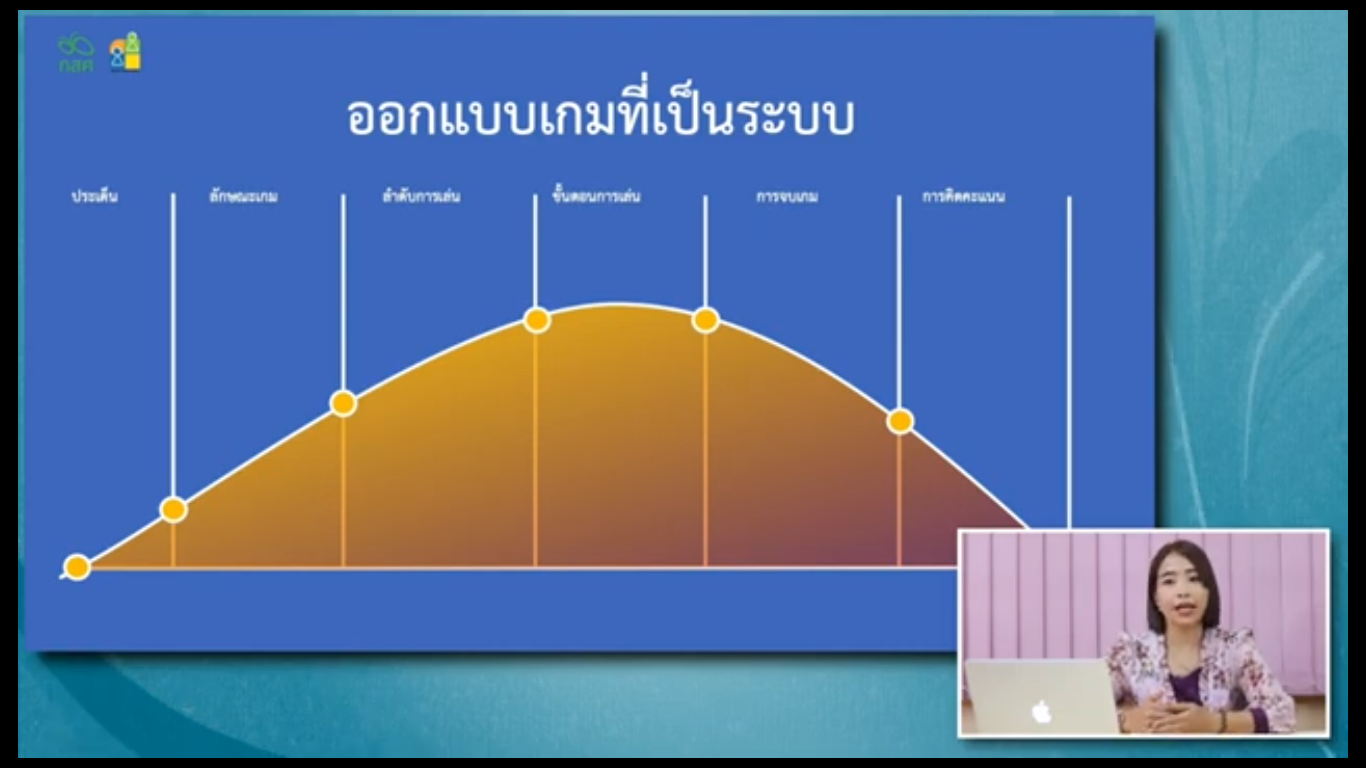 กสศ
ออกแบบเกมที่เป็นระบบ
ประเด็น
ลักษณะเกม
ลำดับการเล่น
ขั้นตอนการเล่น
การจบเกม
การคิดคะแนน